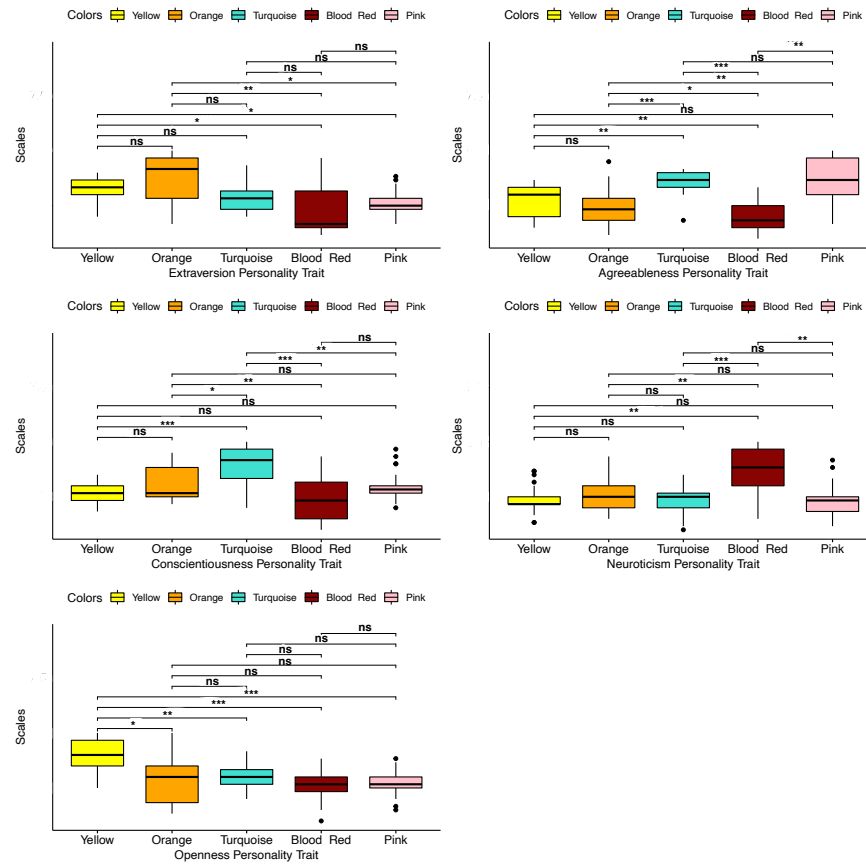 Colors Yellow Orange Turquoise Blood Red Pink
ns
ns
ns
*
**
ns
*
*
ns
ns
Scales
Yellow Orange Turquoise Blood Red Pink
Extraversion Personality Trait
Colors Yellow Orange Turquoise Blood Red Pink
**
ns
***
**
*
***
ns
**
**
ns
Scales
Yellow Orange Turquoise Blood Red Pink
Agreeableness Personality Trait
Colors Yellow Orange Turquoise Blood Red Pink
ns
**
***
ns
**
*
ns
ns
***
ns
Scales
Yellow Orange Turquoise Blood Red Pink
Conscientiousness Personality Trait
Colors Yellow Orange Turquoise Blood Red Pink
**
ns
***
ns
**
ns
ns
**
ns
ns
Scales
Yellow Orange Turquoise Blood Red Pink
Neuroticism Personality Trait
Colors Yellow Orange Turquoise Blood Red Pink
ns
ns
ns
ns
ns
ns
***
***
**
*
Scales
Yellow Orange Turquoise Blood Red Pink
Openness Personality Trait